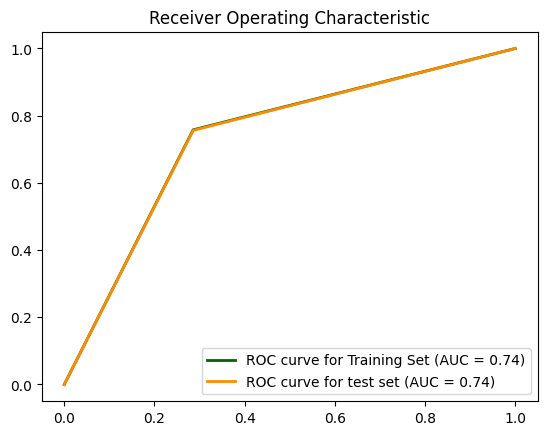 Receiver Operating Characteristic
1.0
0.8
0.6
0.4
0.2
0.0
ROC curve for Training Set (AUC = 0.74)
ROC curve for test set (AUC = 0.74)
0.0 0.2 0.4 0.6 0.8 1.0